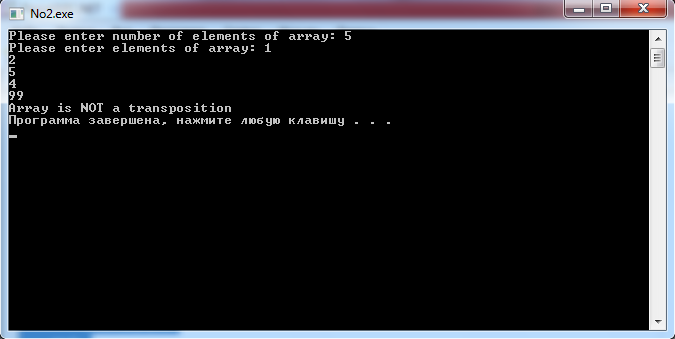 No2.exe
Please enter number of elements of array: 5
Please enter elements of array: 1
2
5
4
99
Array is NOT a transposition
Программа завершена, нажмите любую клавишу . . .